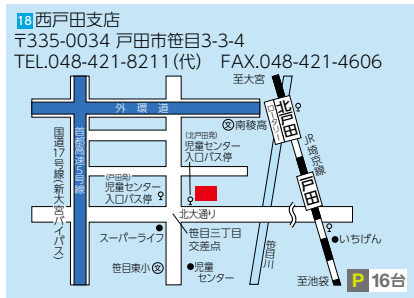 18 西戸田支店
〒335-0034 戸田市笹目3-3-4
TEL.048-421-8211(代) FAX.048-421-4606
至大宮
外環道
北戸田
ロータリー
文南稜高
JR埼京線
(北戸田発)
児童センター
入口バス停
国道17号線(新大宮バイパス)
首都高速5号線
(戸田発)
児童センター
入口バス停
戸田
北大通り
スーパーライフ
笹目三丁目
交差点
笹目川
いちげん
笹目東小文
児童
センター
至池袋
P 16台